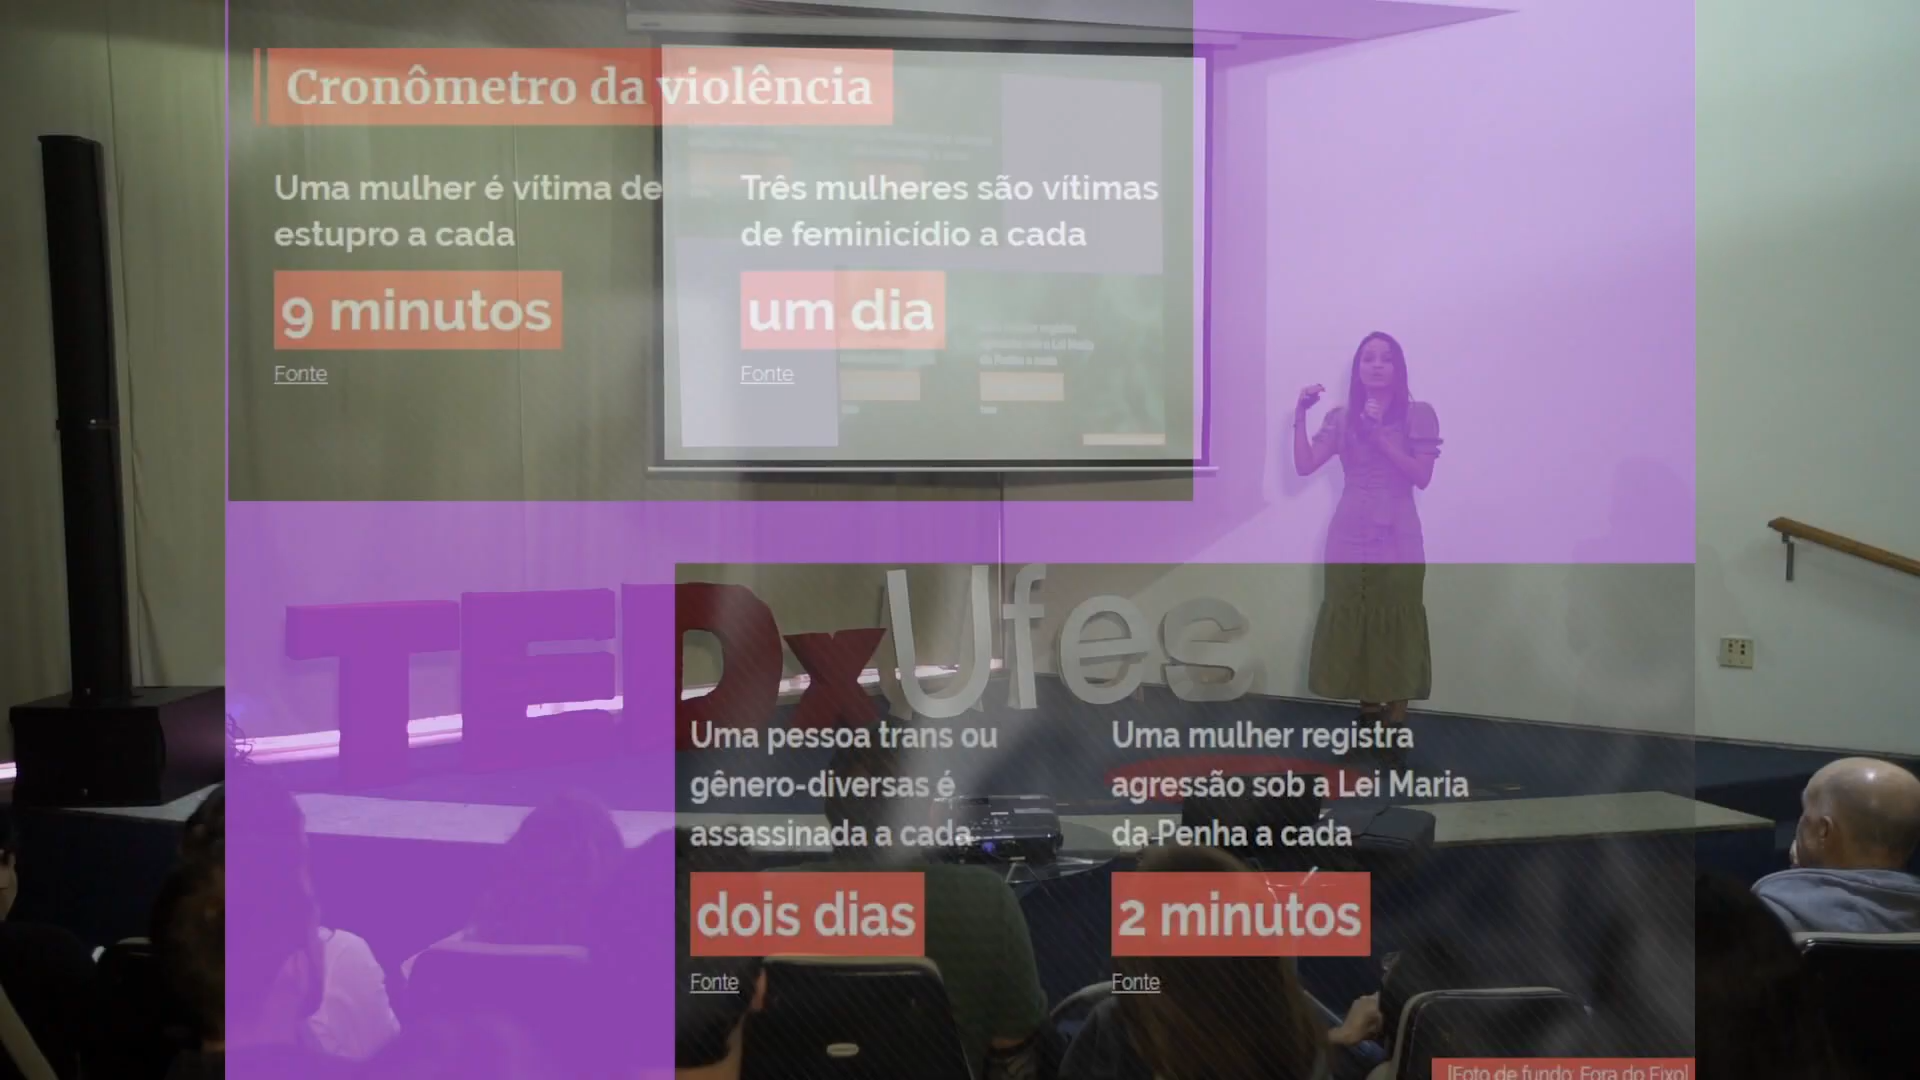 Cronômetro da violência
Uma mulher é vítima de
estupro a cada
9 minutos
Fonte
Três mulheres são vítimas
de feminicídio a cada
um dia
Fonte
TEDxUfes
Uma pessoa trans ou
gênero-diversas é
assassinada a cada
dois dias
Fonte
Uma mulher registra
agressão sob a Lei Maria
da Penha a cada
2 minutos
Fonte
[Foto de fundo: Fora do Eixo]